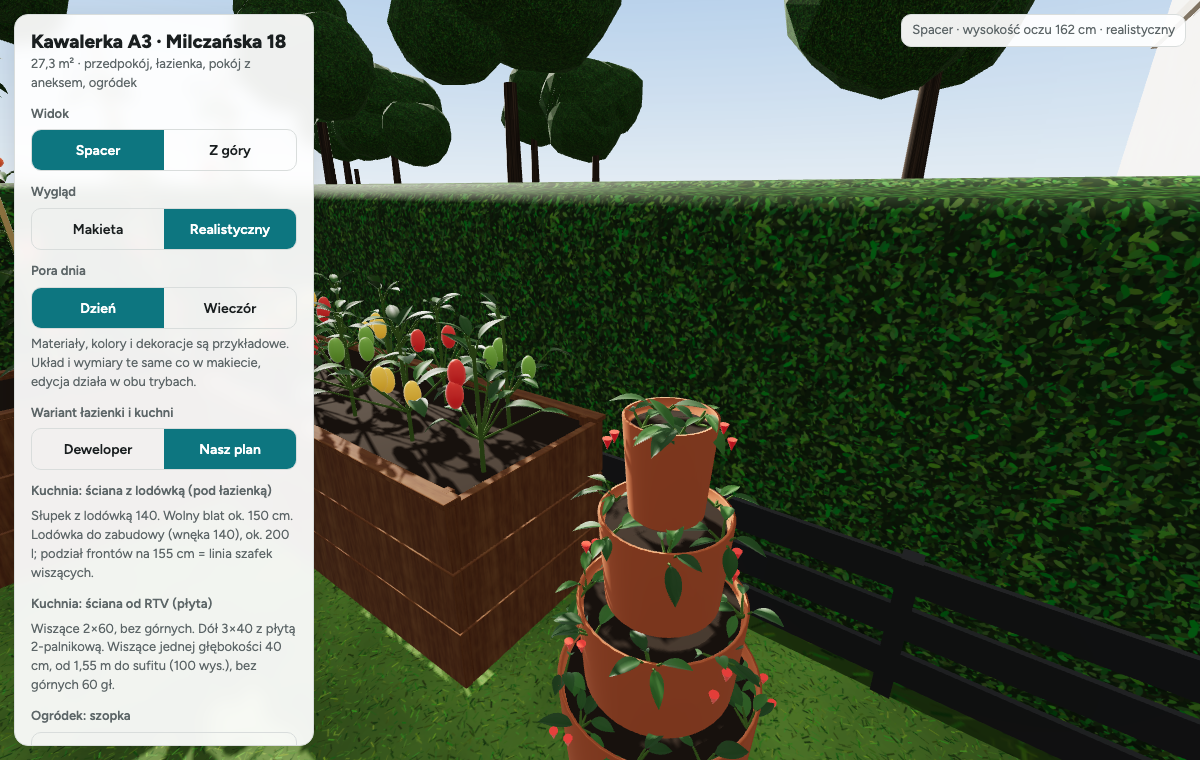 Kawalerka A3 · Milczańska 18
27,3 m² · przedpokój, łazienka, pokój z
aneksem, ogródek
Widok
Spacer
Z góry
Wygląd
Makieta
Realistyczny
Pora dnia
Dzień
Wieczór
Materiały, kolory i dekoracje są przykładowe.
Układ i wymiary te same co w makiecie,
edycja działa w obu trybach.
Wariant łazienki i kuchni
Deweloper
Nasz plan
Kuchnia: ściana z lodówką (pod łazienką)
Słupek z lodówką 140. Wolny blat ok. 150 cm.
Lodówka do zabudowy (wnęka 140), ok. 200
l; podział frontów na 155 cm = linia szafek
wiszących.
Kuchnia: ściana od RTV (płyta)
Wiszące 2×60, bez górnych. Dół 3×40 z płytą
2-palnikową. Wiszące jednej głębokości 40
cm, od 1,55 m do sufitu (100 wys.), bez
górnych 60 gł.
Ogródek: szopka
Spacer · wysokość oczu 162 cm · realistyczny